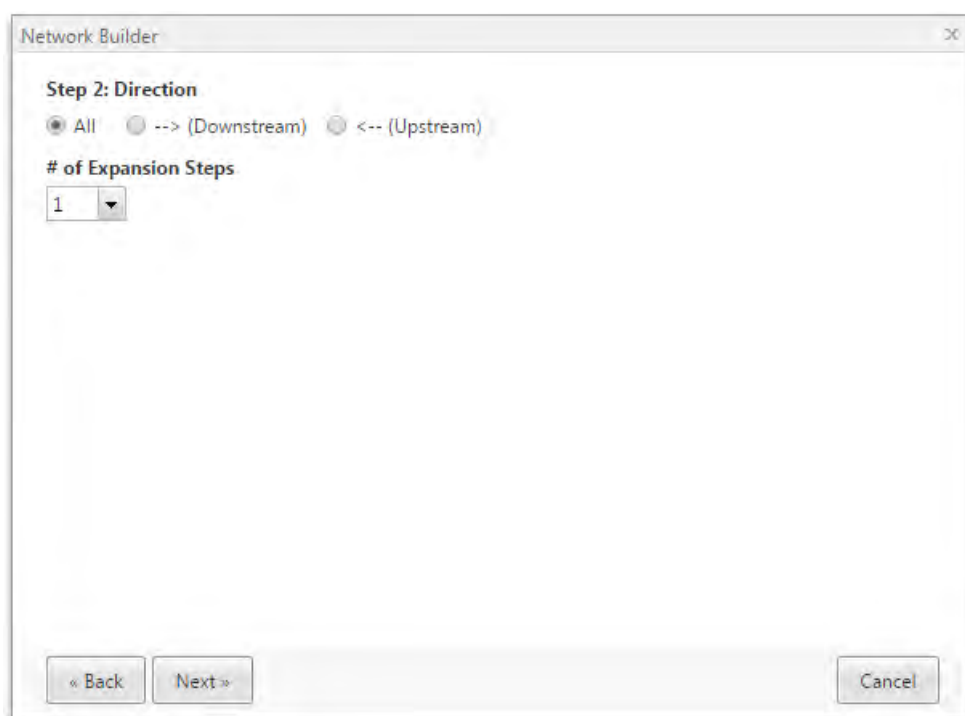 Network Builder
Step 2: Direction
All --> (Downstream) <-- (Upstream)
# of Expansion Steps
1
« Back Next » Cancel